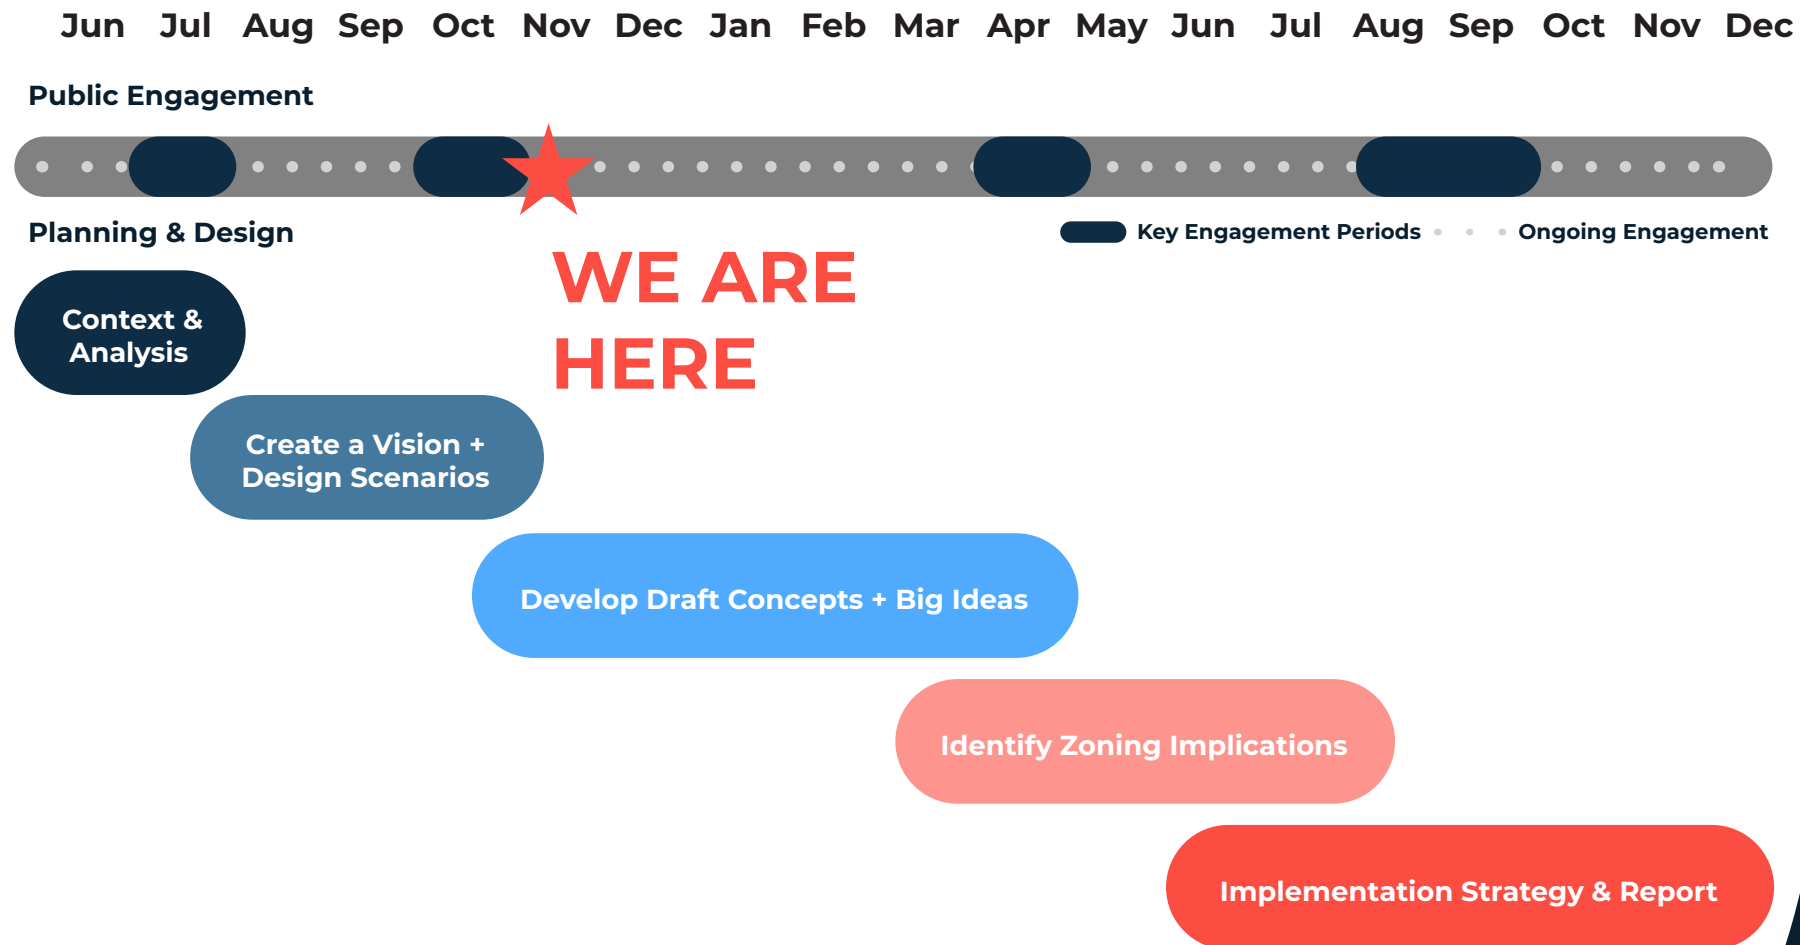 Jun Jul Aug Sep Oct Nov Dec Jan Feb Mar Apr May Jun Jul Aug Sep Oct Nov Dec
Public Engagement
Planning & Design
Key Engagement Periods
Ongoing Engagement
WE ARE
HERE
Context &
Analysis
Create a Vision +
Design Scenarios
Develop Draft Concepts + Big Ideas
Identify Zoning Implications
Implementation Strategy & Report